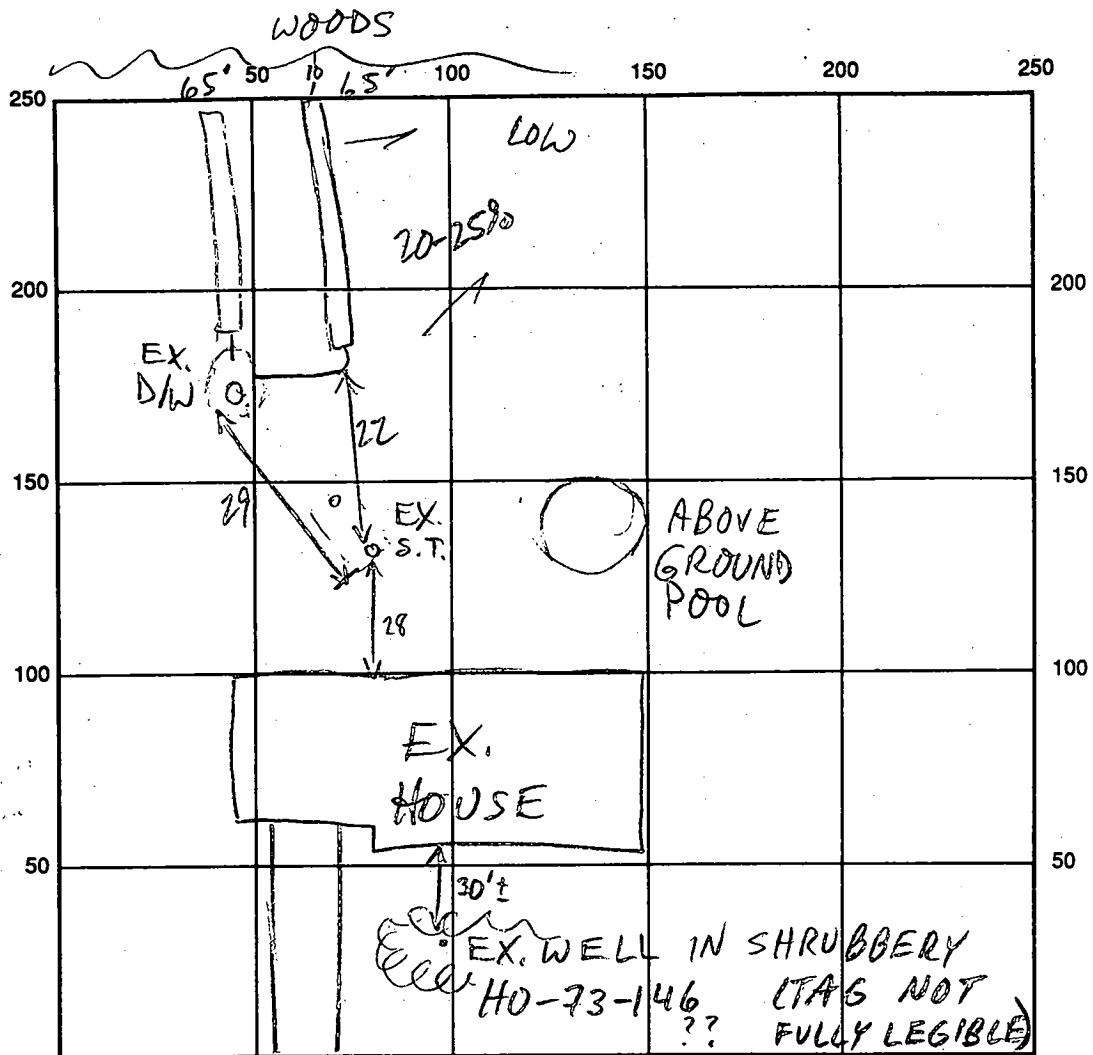 WOODS
65' 50 10 65' 100 150 200 250
250
LOW
20-25%
200 200
EX.
D/W
22
150 150
29
EX.
S.T.
ABOVE
GROUND
POOL
28
100 100
EX.
HOUSE
50 50
30'±
EX. WELL IN SHRUBBERY
HO-73-146 (TAG NOT
?? FULLY LEGIBLE)